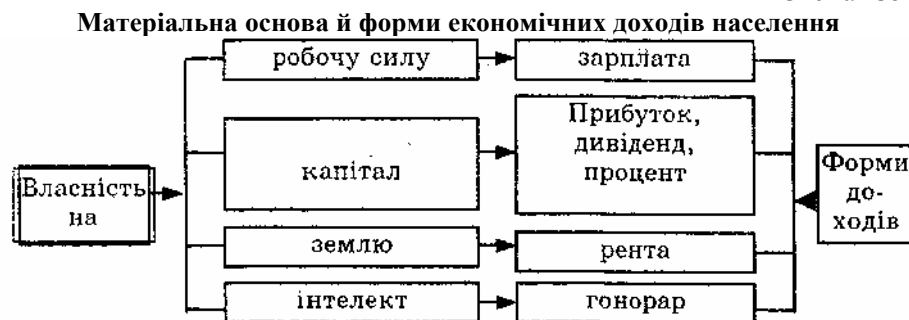 Матеріальна основа й форми економічних доходів населення
робочу силу
зарплата
Власність
на
капітал
Прибуток,
дивіденд,
процент
Форми
до-
ходів
землю
рента
інтелект
гонорар